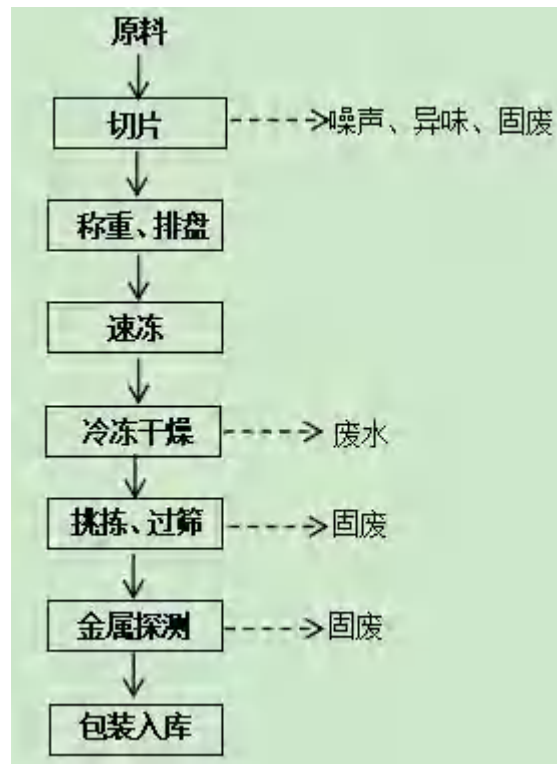 原料
切片
噪声、异味、固废
称重、排盘
速冻
冷冻干燥
废水
挑拣、过筛
固废
金属探测
固废
包装入库